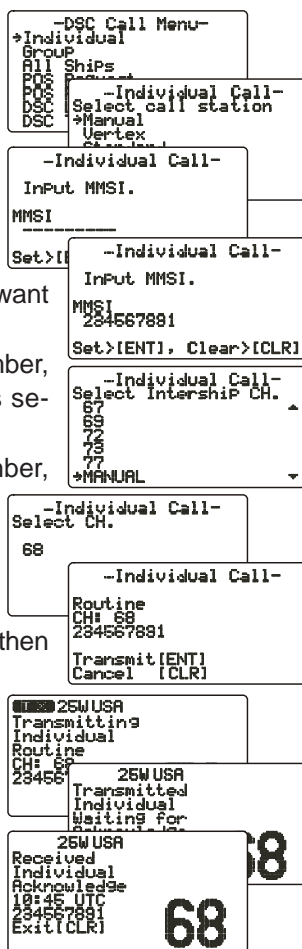 -DSC Call Menu-
→Individual
Group
All Ships
POS
POS
DSC
DSC
-Individual Call-
Select call station
→Manual
Vertex
-Individual Call-
Input MMSI.
MMSI
---------
Set>[E
want
-Individual Call-
Input MMSI.
MMSI
234567891
Set>[ENT], Clear>[CLR]
mber,
s se-
mber,
-Individual Call-
Select Intership CH.
67
69
72
73
77
→MANUAL
-Individual Call-
Select CH.
68
then
-Individual Call-
Routine
CH: 68
234567891
Transmit[ENT]
Cancel [CLR]
25W USA
Transmitting
Individual
Routine
CH: 68
23456
25W USA
Transmitted
Individual
Waiting for
68
25W USA
Received
Individual
Acknowledge
10:45 UTC
234567891
Exit[CLR]
68